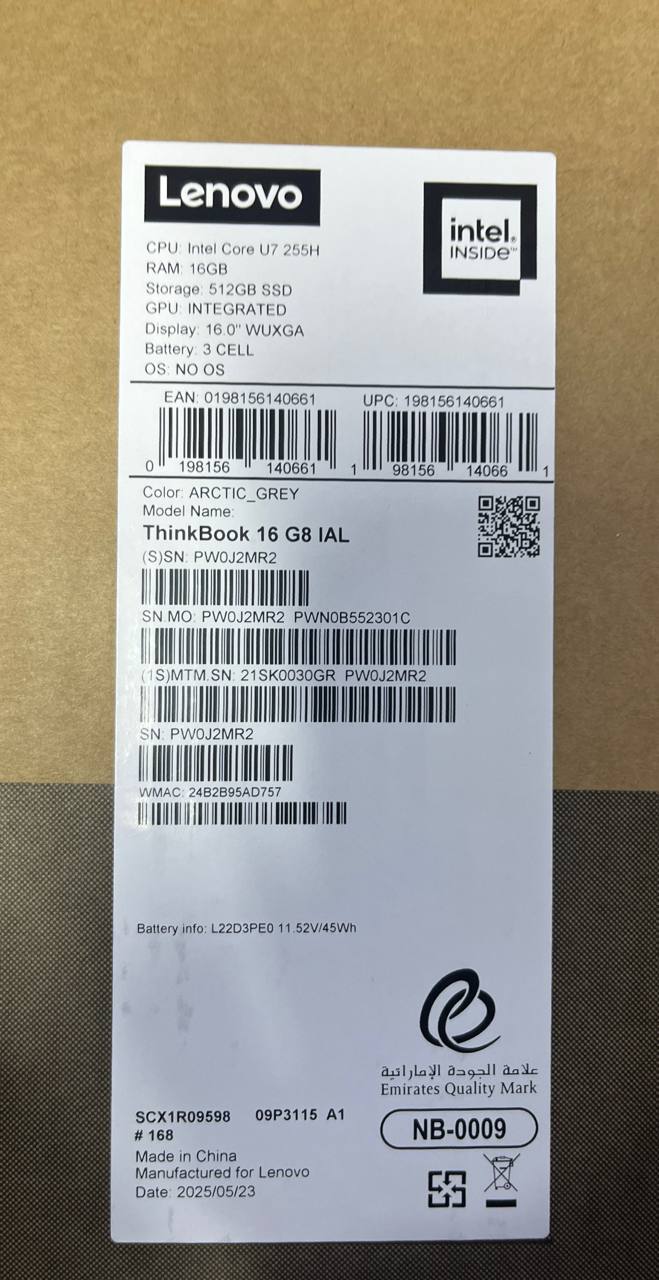 Lenovo
intel.
INSIDE™
CPU: Intel Core U7 255H
RAM: 16GB
Storage: 512GB SSD
GPU: INTEGRATED
Display: 16.0" WUXGA
Battery: 3 CELL
OS: NO OS
EAN: 0198156140661
UPC: 198156140661
0 198156 140661
1 98156 14066 1
Color: ARCTIC_GREY
Model Name:
ThinkBook 16 G8 IAL
(S)SN: PW0J2MR2
SN.MO: PW0J2MR2 PWN0B552301C
(1S)MTM.SN: 21SK0030GR PW0J2MR2
SN: PW0J2MR2
WMAC: 24B2B95AD757
Battery info: L22D3PE0 11.52V/45Wh
علامة الجودة الإماراتية
Emirates Quality Mark
NB-0009
SCX1R09598 09P3115 A1
# 168
Made in China
Manufactured for Lenovo
Date: 2025/05/23